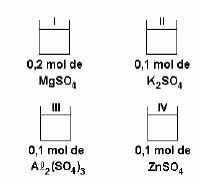 I
II
0,2 mol de
0,1 mol de
MgSO₄
K₂SO₄
III
IV
0,1 mol de
0,1 mol de
Aℓ₂(SO₄)₃
ZnSO₄